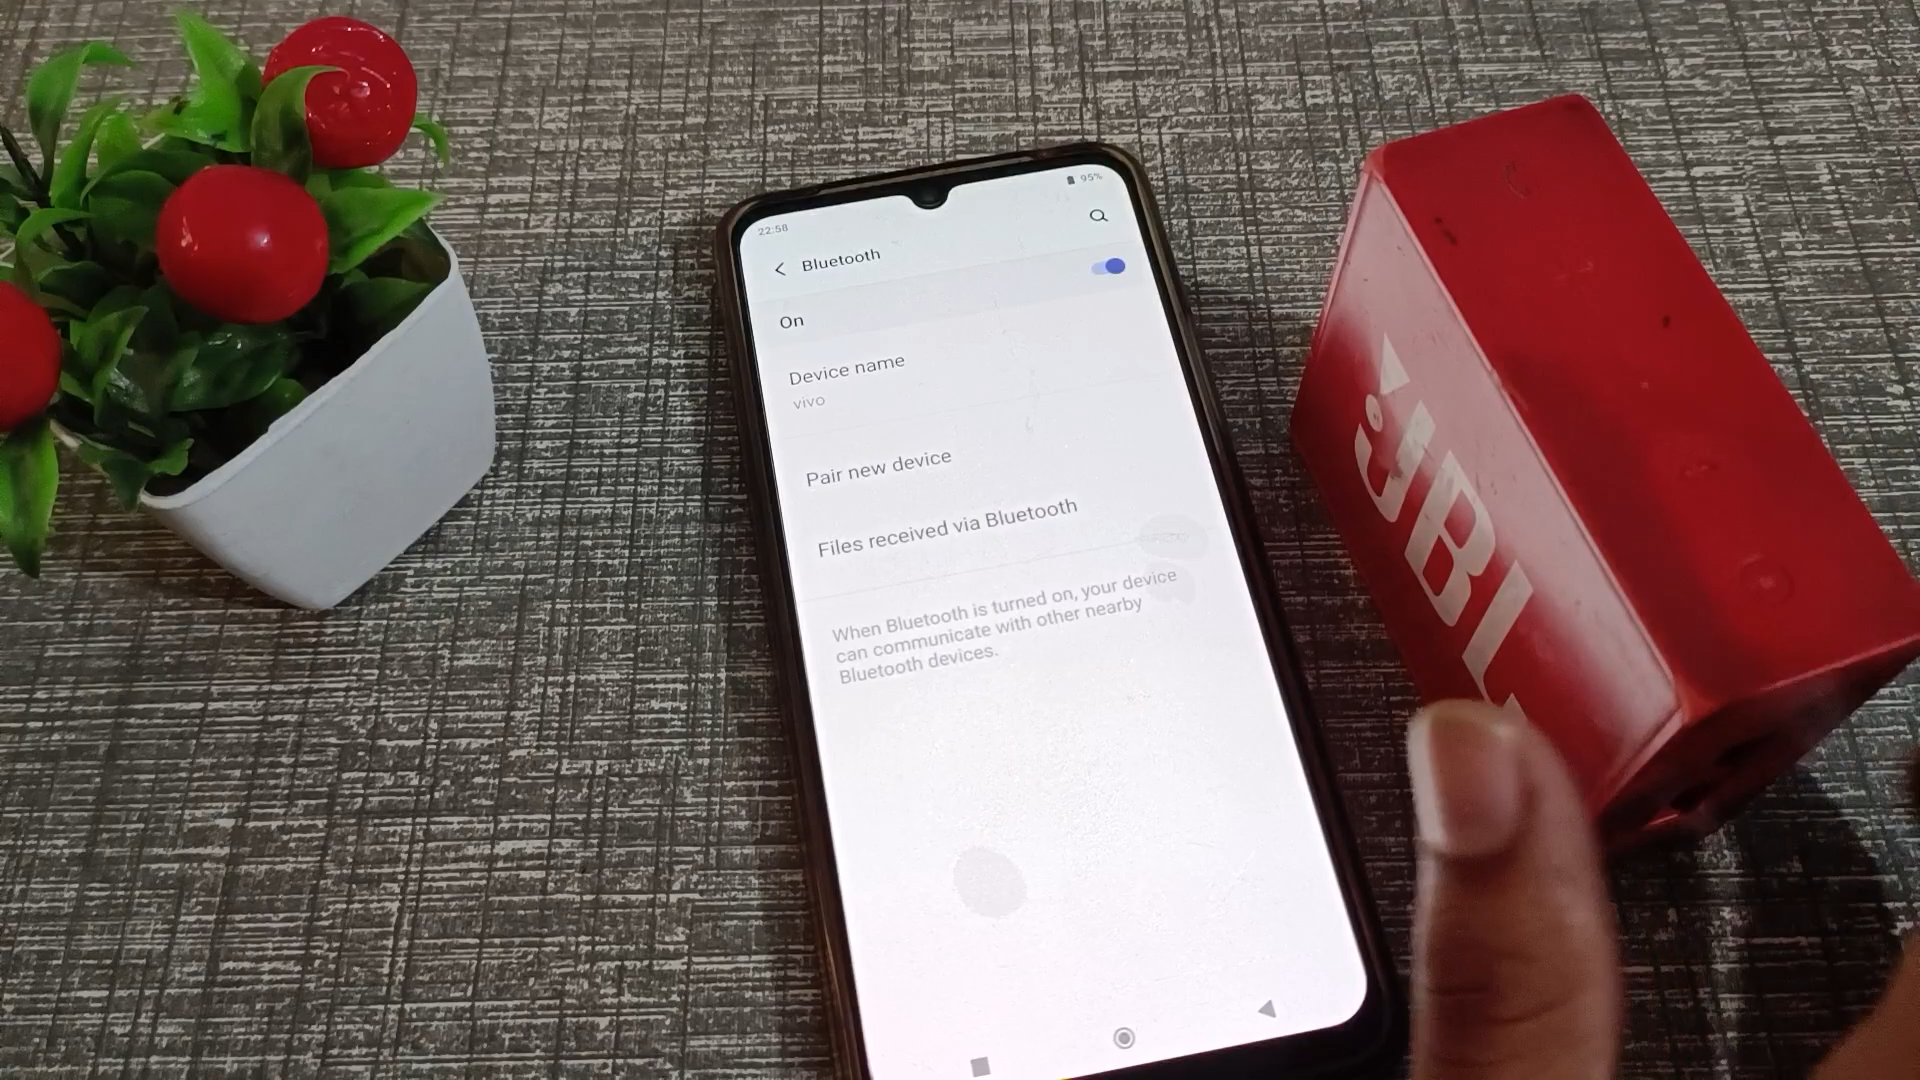 22:58
95%
Bluetooth
On
Device name
vivo
Pair new device
Files received via Bluetooth
When Bluetooth is turned on, your device
can communicate with other nearby
Bluetooth devices.
JBL